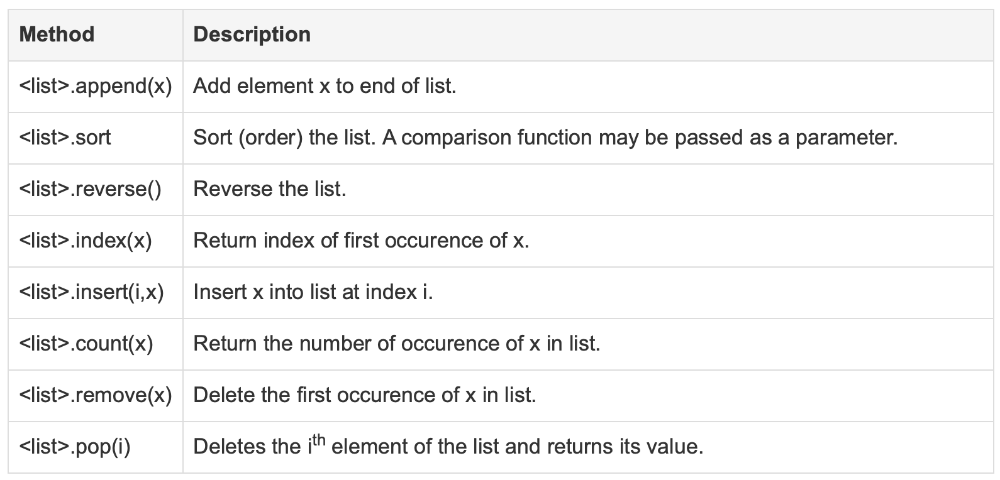 Method Description
<list>.append(x) Add element x to end of list.
<list>.sort Sort (order) the list. A comparison function may be passed as a parameter.
<list>.reverse() Reverse the list.
<list>.index(x) Return index of first occurence of x.
<list>.insert(i,x) Insert x into list at index i.
<list>.count(x) Return the number of occurence of x in list.
<list>.remove(x) Delete the first occurence of x in list.
<list>.pop(i) Deletes the ith element of the list and returns its value.